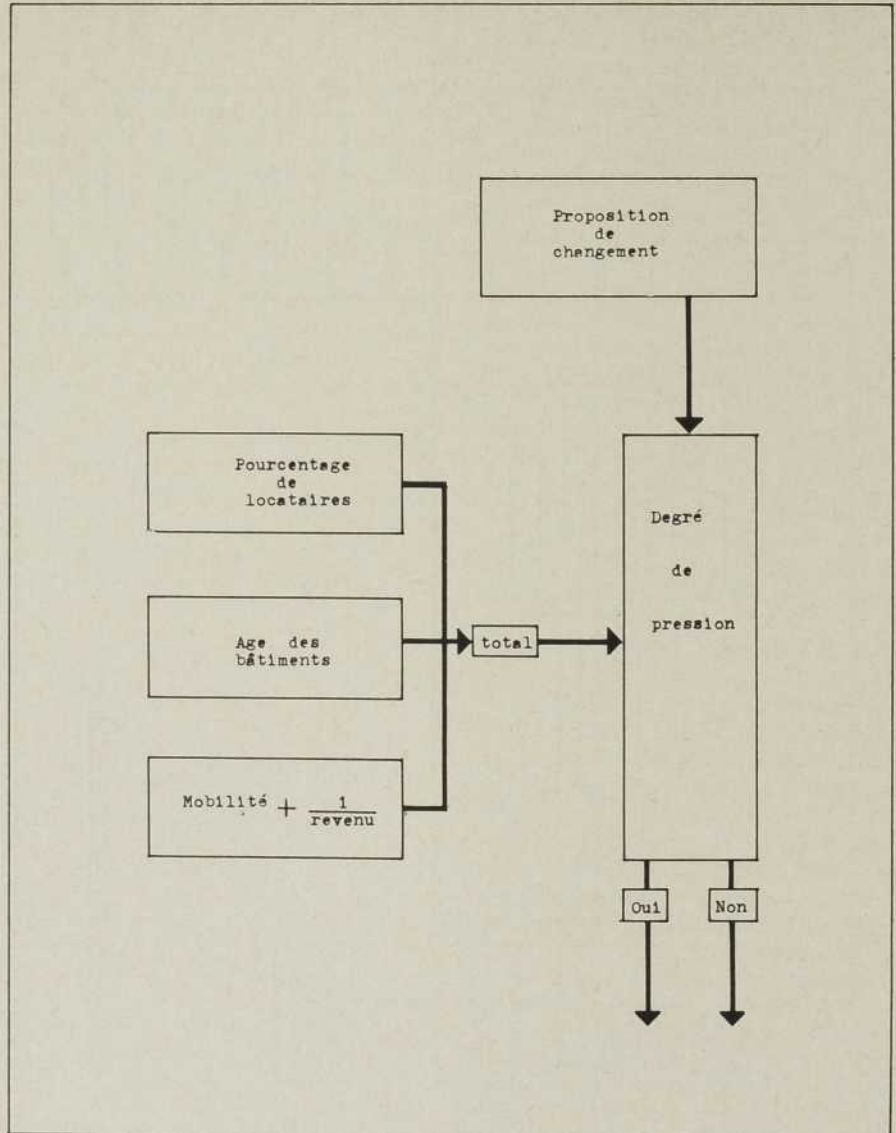 Proposition
de
changement
Pourcentage
de
locataires
Degré
de
pression
Age des
bâtiments
total
Mobilité + 1
revenu
Oui
Non